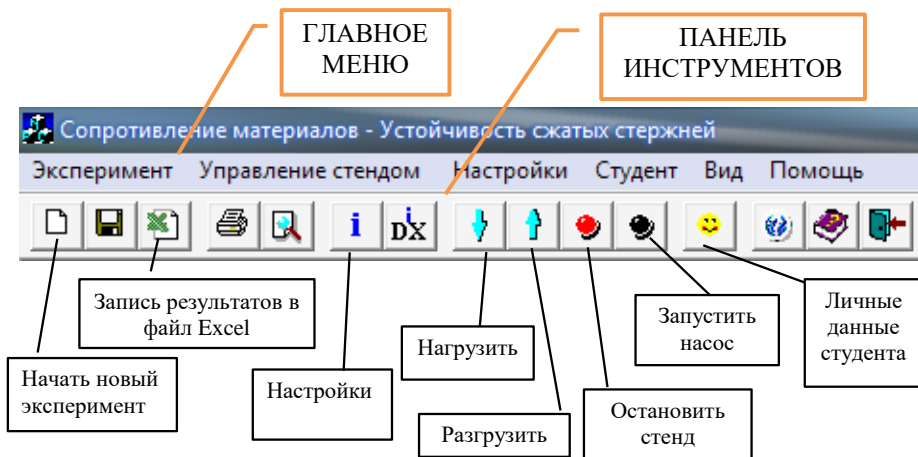 ГЛАВНОЕ
МЕНЮ
ПАНЕЛЬ
ИНСТРУМЕНТОВ
Сопротивление материалов - Устойчивость сжатых стержней
Эксперимент Управление стендом Настройки Студент Вид Помощь
i
i
DX
Запись результатов в
файл Excel
Начать новый
эксперимент
Настройки
Нагрузить
Разгрузить
Остановить
стенд
Запустить
насос
Личные
данные
студента